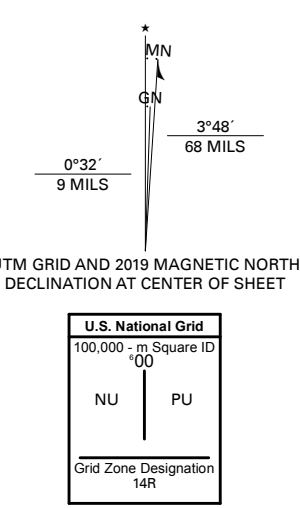 ★
MN
GN
3°48´
68 MILS
0°32´
9 MILS
UTM GRID AND 2019 MAGNETIC NORTH
DECLINATION AT CENTER OF SHEET
U.S. National Grid
100,000 - m Square ID
⁶00
NU PU
Grid Zone Designation
14R